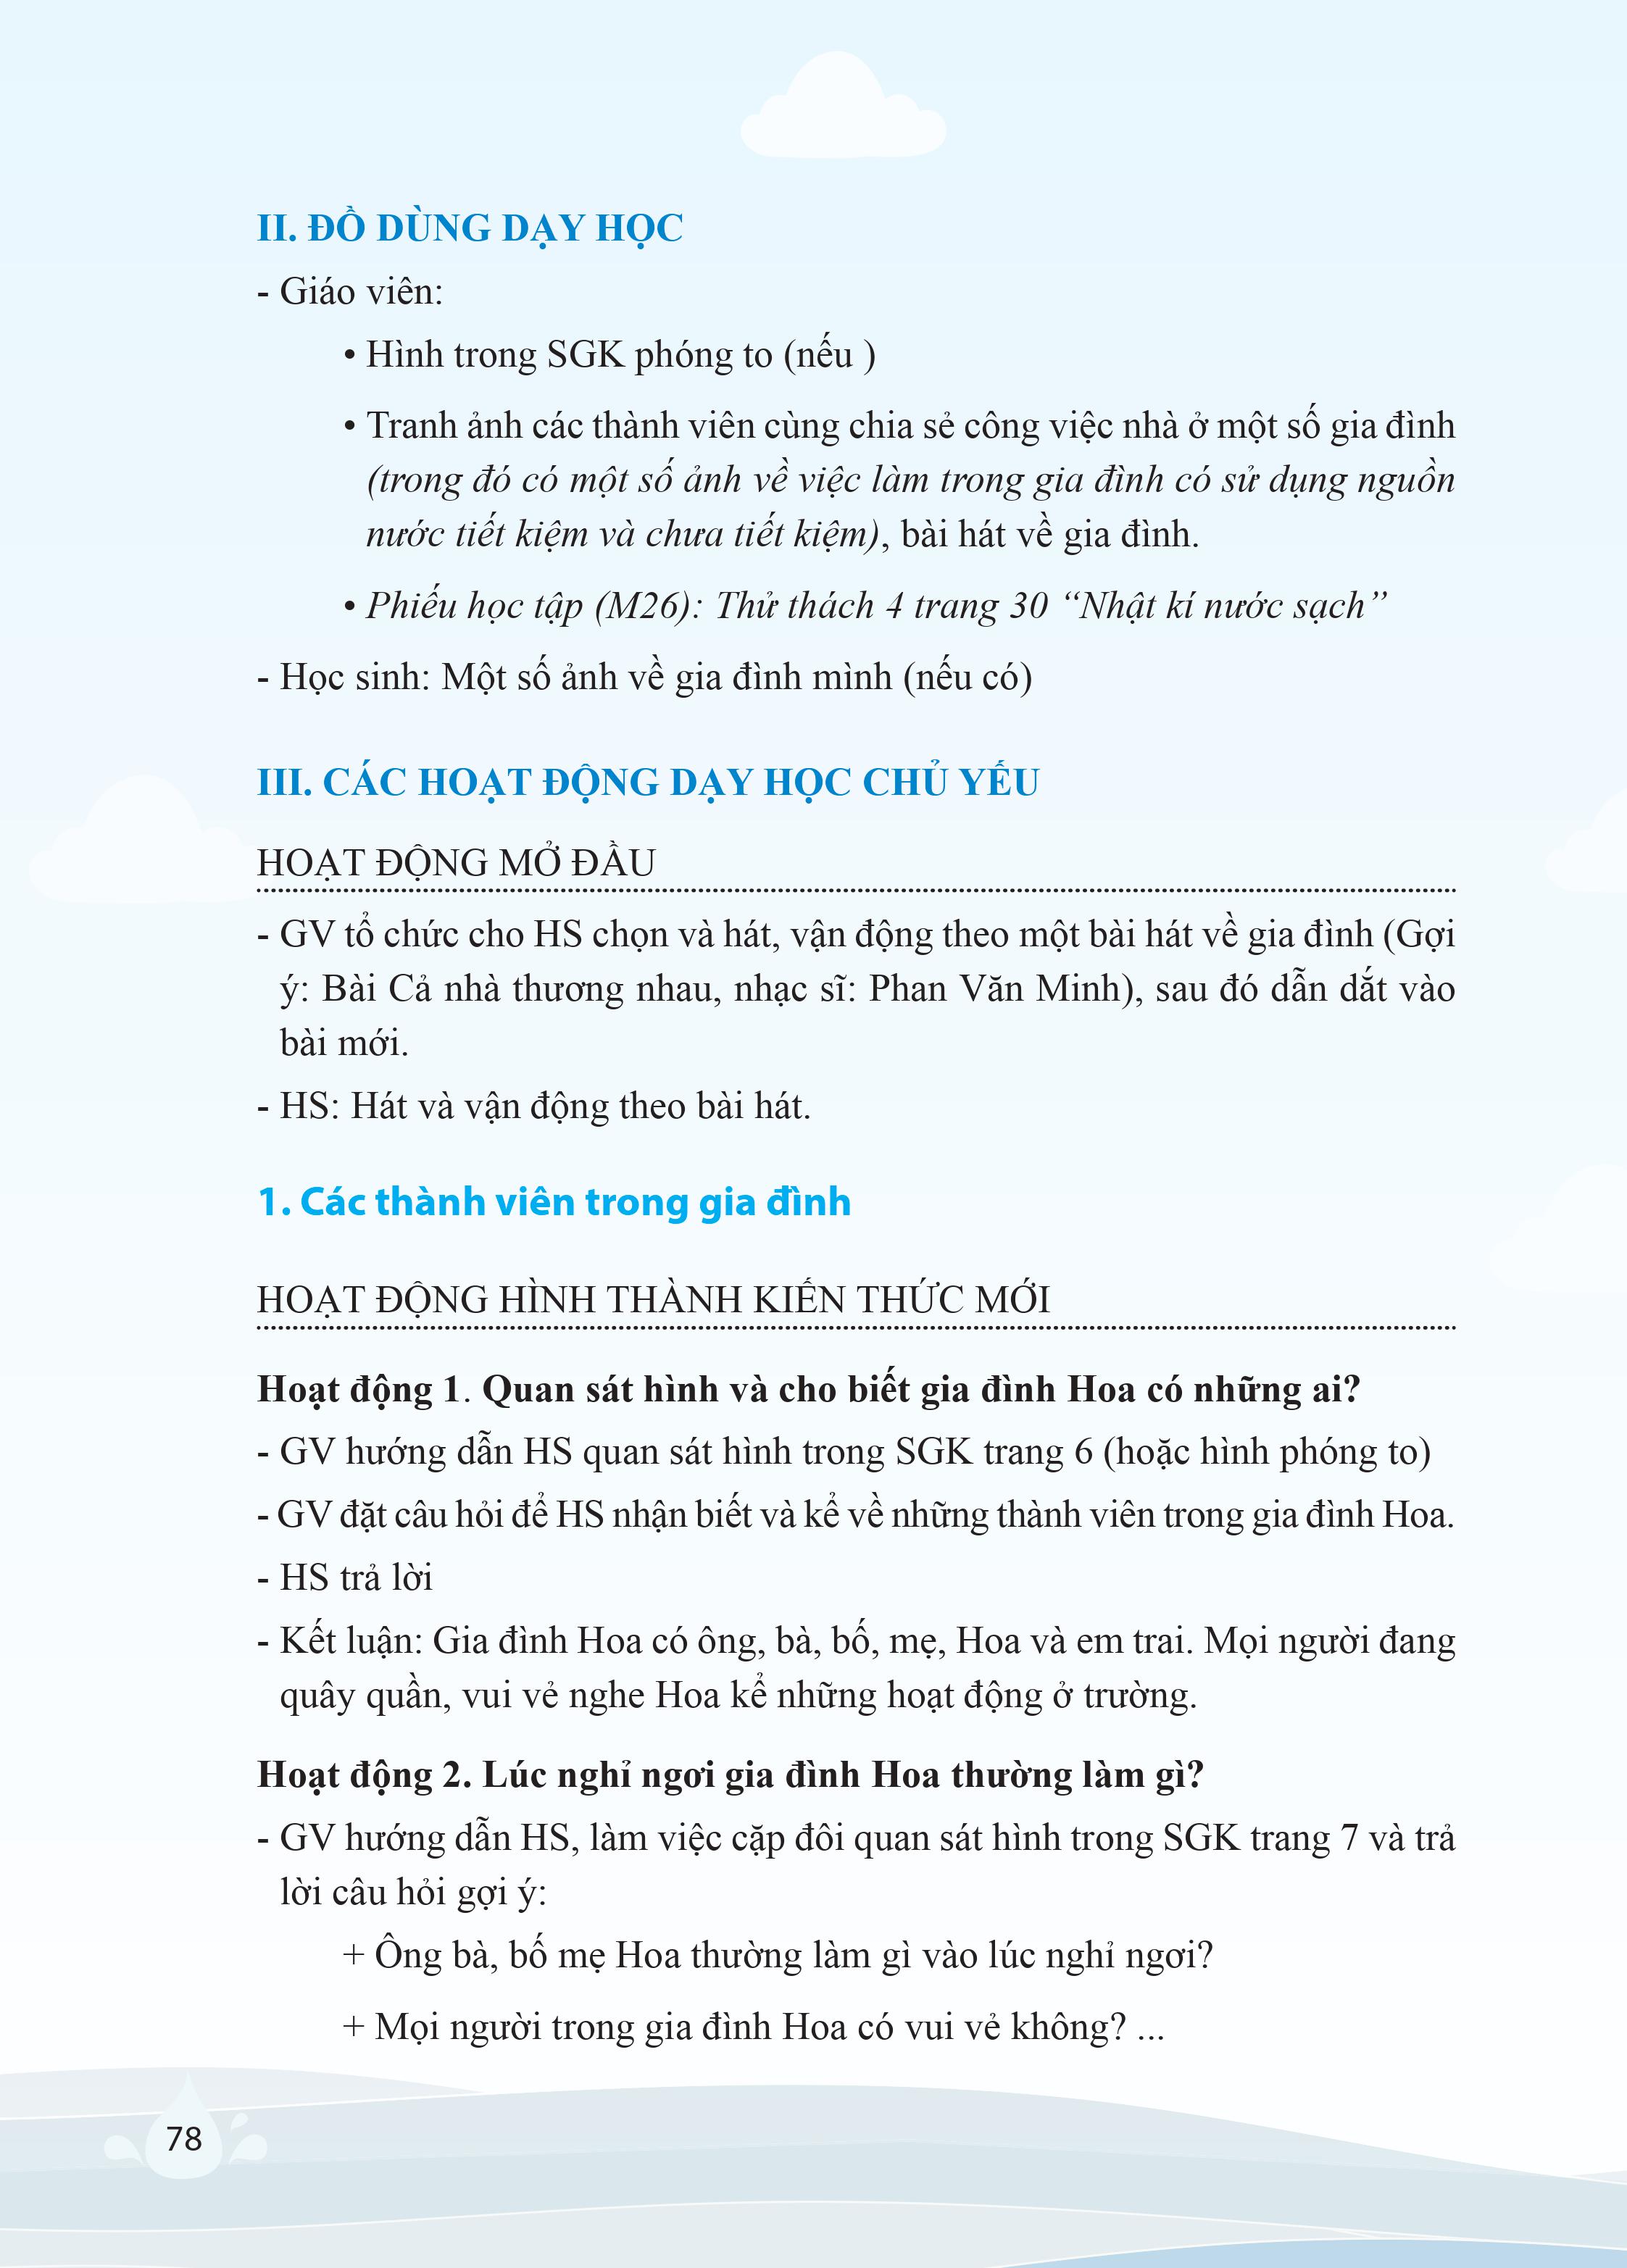 II. ĐỒ DÙNG DẠY HỌC
- Giáo viên:
• Hình trong SGK phóng to (nếu )
• Tranh ảnh các thành viên cùng chia sẻ công việc nhà ở một số gia đình
(trong đó có một số ảnh về việc làm trong gia đình có sử dụng nguồn
nước tiết kiệm và chưa tiết kiệm), bài hát về gia đình.
• Phiếu học tập (M26): Thử thách 4 trang 30 “Nhật kí nước sạch”
- Học sinh: Một số ảnh về gia đình mình (nếu có)
III. CÁC HOẠT ĐỘNG DẠY HỌC CHỦ YẾU
HOẠT ĐỘNG MỞ ĐẦU
- GV tổ chức cho HS chọn và hát, vận động theo một bài hát về gia đình (Gợi
ý: Bài Cả nhà thương nhau, nhạc sĩ: Phan Văn Minh), sau đó dẫn dắt vào
bài mới.
- HS: Hát và vận động theo bài hát.
1. Các thành viên trong gia đình
HOẠT ĐỘNG HÌNH THÀNH KIẾN THỨC MỚI
Hoạt động 1. Quan sát hình và cho biết gia đình Hoa có những ai?
- GV hướng dẫn HS quan sát hình trong SGK trang 6 (hoặc hình phóng to)
- GV đặt câu hỏi để HS nhận biết và kể về những thành viên trong gia đình Hoa.
- HS trả lời
- Kết luận: Gia đình Hoa có ông, bà, bố, mẹ, Hoa và em trai. Mọi người đang
quây quần, vui vẻ nghe Hoa kể những hoạt động ở trường.
Hoạt động 2. Lúc nghỉ ngơi gia đình Hoa thường làm gì?
- GV hướng dẫn HS, làm việc cặp đôi quan sát hình trong SGK trang 7 và trả
lời câu hỏi gợi ý:
+ Ông bà, bố mẹ Hoa thường làm gì vào lúc nghỉ ngơi?
+ Mọi người trong gia đình Hoa có vui vẻ không? ...
78